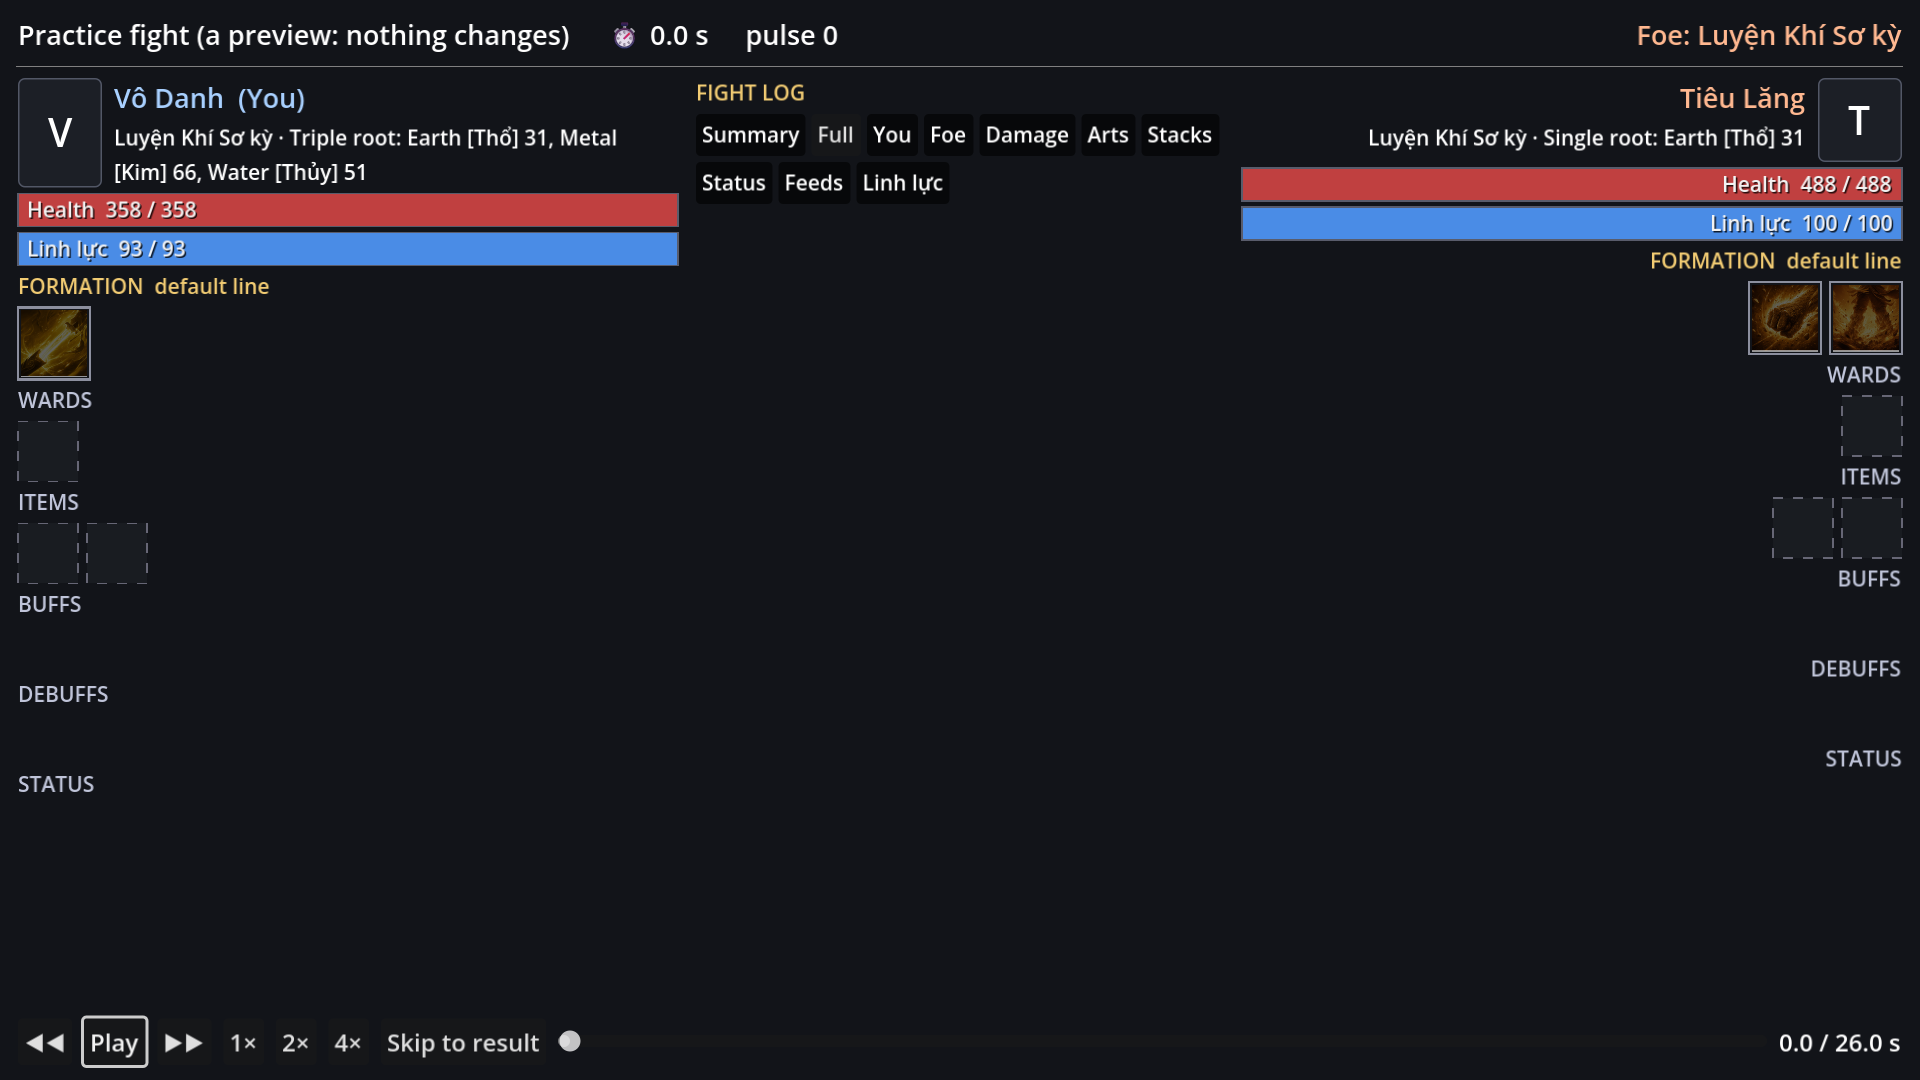 Practice fight (a preview: nothing changes) 0.0 s pulse 0 Foe: Luyện Khí Sơ kỳ
V
Vô Danh (You)
Luyện Khí Sơ kỳ · Triple root: Earth [Thổ] 31, Metal
[Kim] 66, Water [Thủy] 51
Health 358 / 358
Linh lực 93 / 93
FORMATION default line
WARDS
ITEMS
BUFFS
DEBUFFS
STATUS
FIGHT LOG
Summary Full You Foe Damage Arts Stacks
Status Feeds Linh lực
Tiêu Lăng
T
Luyện Khí Sơ kỳ · Single root: Earth [Thổ] 31
Health 488 / 488
Linh lực 100 / 100
FORMATION default line
WARDS
ITEMS
BUFFS
DEBUFFS
STATUS
Play 1× 2× 4× Skip to result 0.0 / 26.0 s